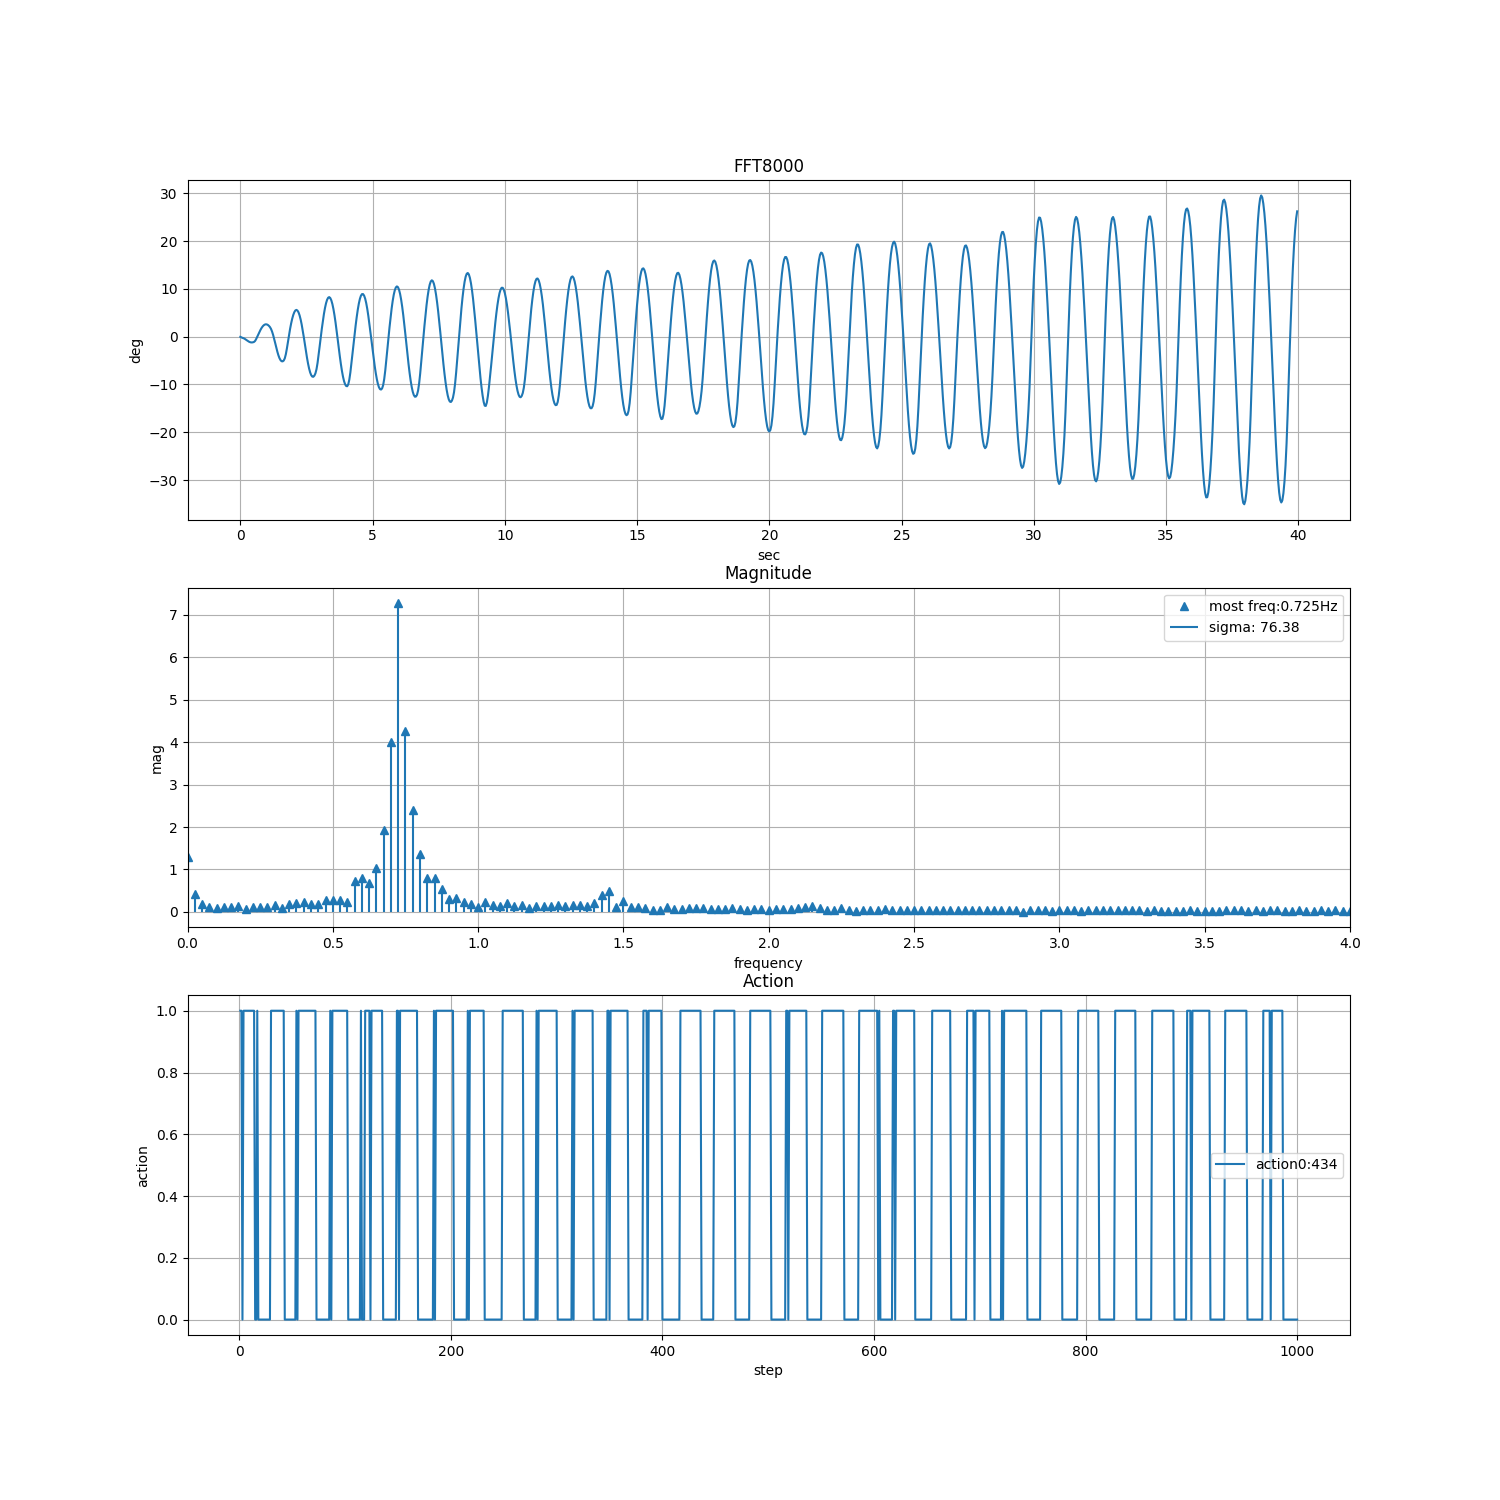 FFT8000
30
20
10
0
−10
−20
−30
deg
0 5 10 15 20 25 30 35 40
sec
Magnitude
7
6
5
4
3
2
1
0
mag
most freq:0.725Hz
sigma: 76.38
0.0 0.5 1.0 1.5 2.0 2.5 3.0 3.5 4.0
frequency
Action
1.0
0.8
0.6
0.4
0.2
0.0
action
action0:434
0 200 400 600 800 1000
step